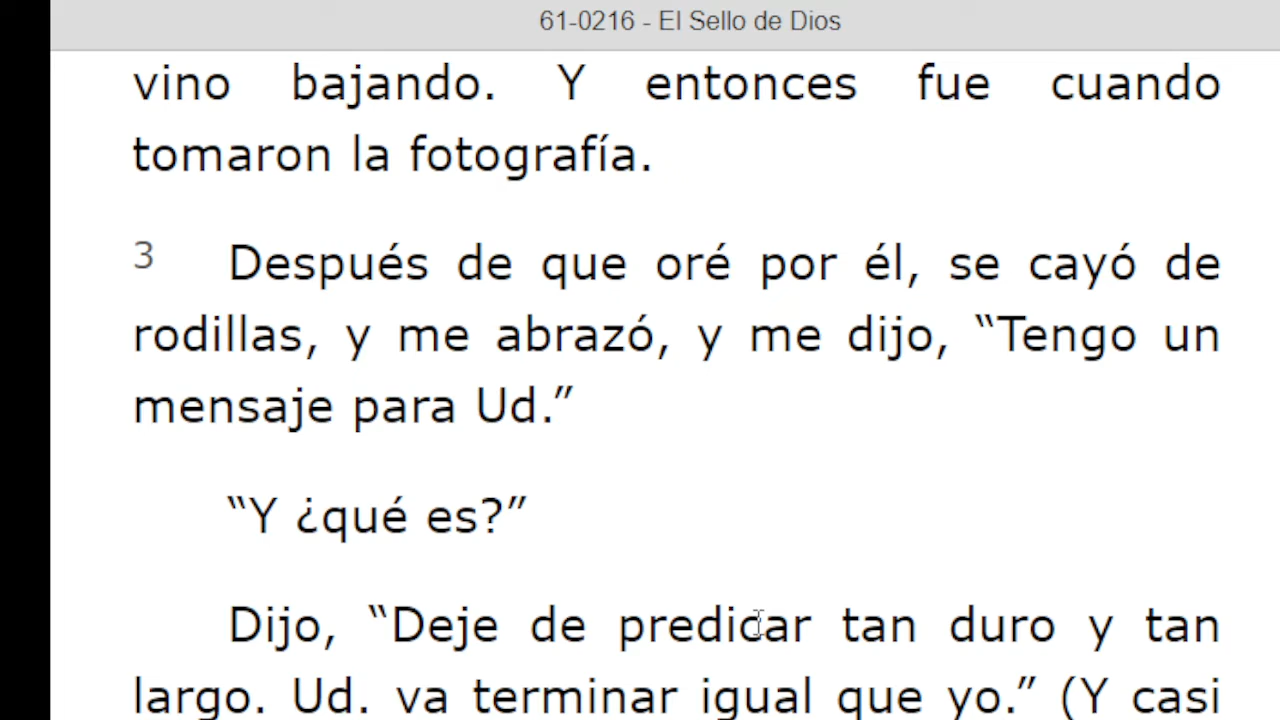 61-0216 - El Sello de Dios
vino bajando. Y entonces fue cuando
tomaron la fotografía.
3 Después de que oré por él, se cayó de
rodillas, y me abrazó, y me dijo, “Tengo un
mensaje para Ud.”
“Y ¿qué es?”
Dijo, “Deje de predicar tan duro y tan
largo. Ud. va terminar igual que yo.” (Y casi